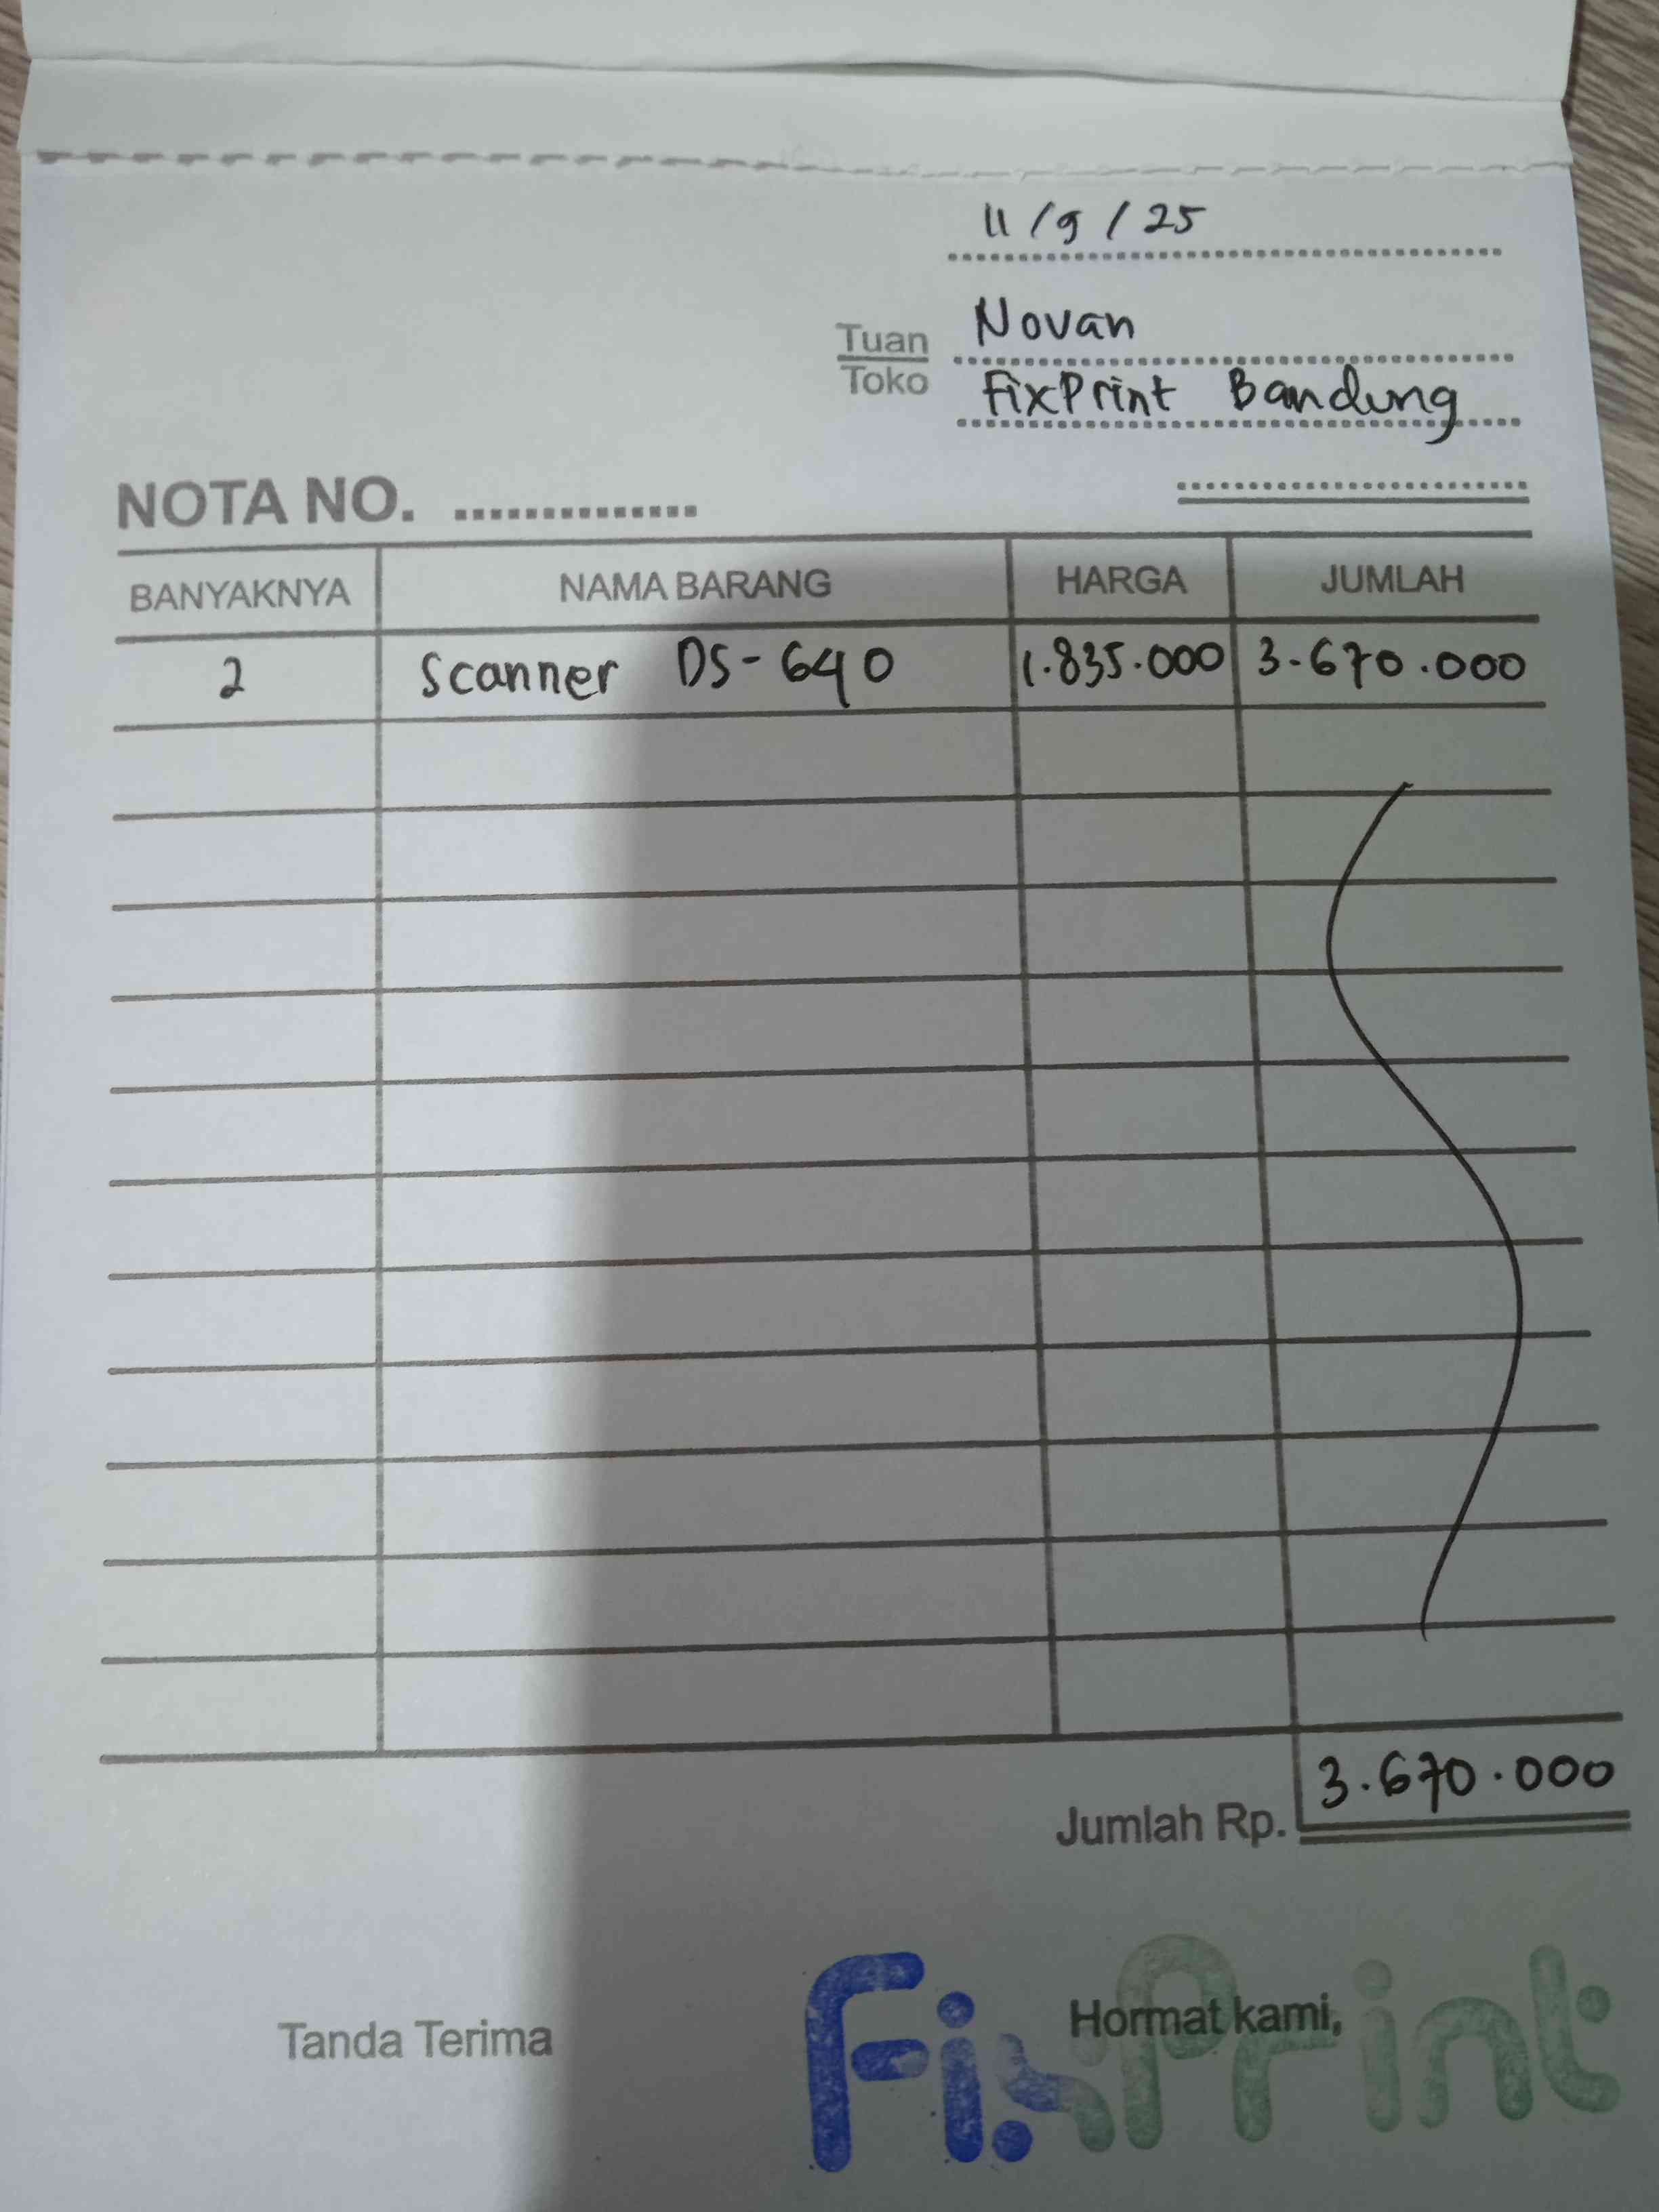 11/9/25
Tuan Novan
Toko FixPrint Bandung
NOTA NO. ...............
BANYAKNYA NAMA BARANG HARGA JUMLAH
2 Scanner DS-640 1.835.000 3.670.000
Jumlah Rp. 3.670.000
Tanda Terima Hormat kami,
FixPrint